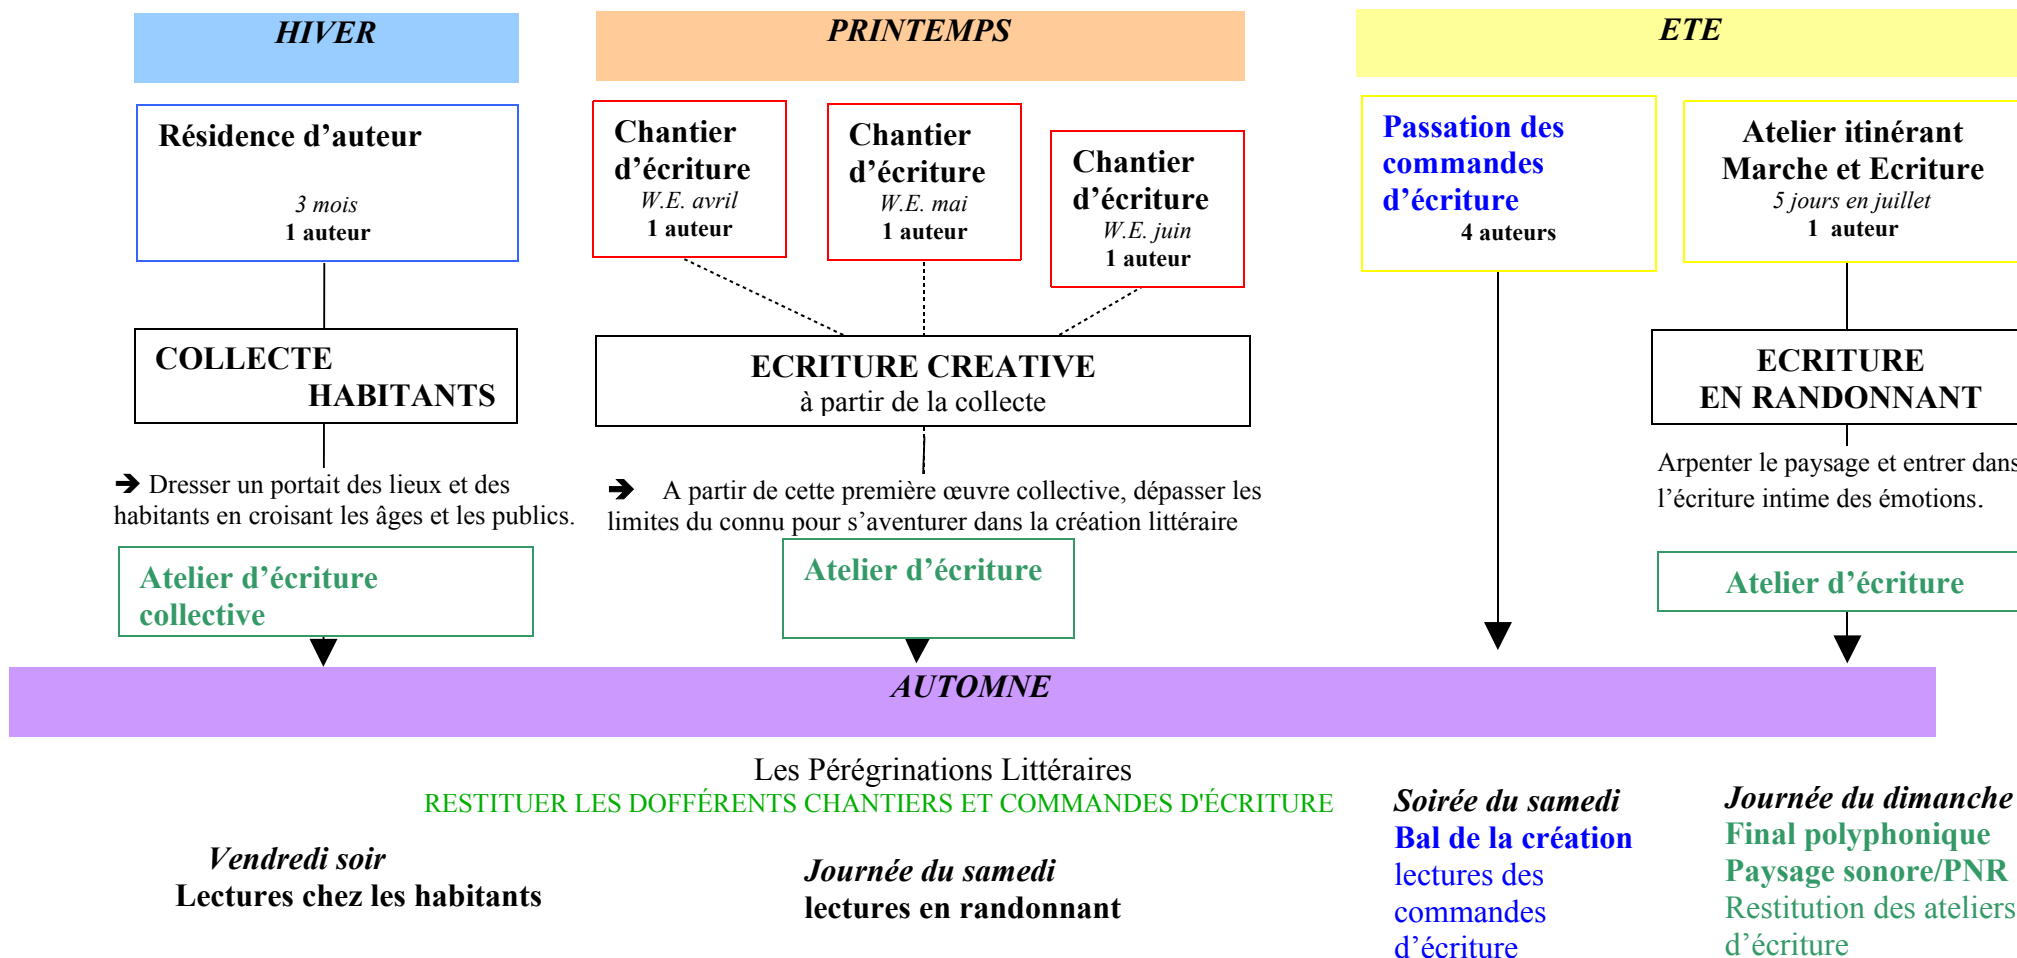 HIVER
PRINTEMPS
ETE
Résidence d’auteur
3 mois
1 auteur
Chantier
d’écriture
W.E. avril
1 auteur
Chantier
d’écriture
W.E. mai
1 auteur
Chantier
d’écriture
W.E. juin
1 auteur
Passation des
commandes
d’écriture
4 auteurs
Atelier itinérant
Marche et Ecriture
5 jours en juillet
1 auteur
COLLECTE
HABITANTS
ECRITURE CREATIVE
à partir de la collecte
ECRITURE
EN RANDONNANT
➔ Dresser un portait des lieux et des
habitants en croisant les âges et les publics.
➔ A partir de cette première œuvre collective, dépasser les
limites du connu pour s’aventurer dans la création littéraire
Arpenter le paysage et entrer dans
l’écriture intime des émotions.
Atelier d’écriture
collective
Atelier d’écriture
Atelier d’écriture
AUTOMNE
Les Pérégrinations Littéraires
RESTITUER LES DOFFÉRENTS CHANTIERS ET COMMANDES D'ÉCRITURE
Vendredi soir
Lectures chez les habitants
Journée du samedi
lectures en randonnant
Soirée du samedi
Bal de la création
lectures des
commandes
d’écriture
Journée du dimanche
Final polyphonique
Paysage sonore/PNR
Restitution des ateliers
d’écriture